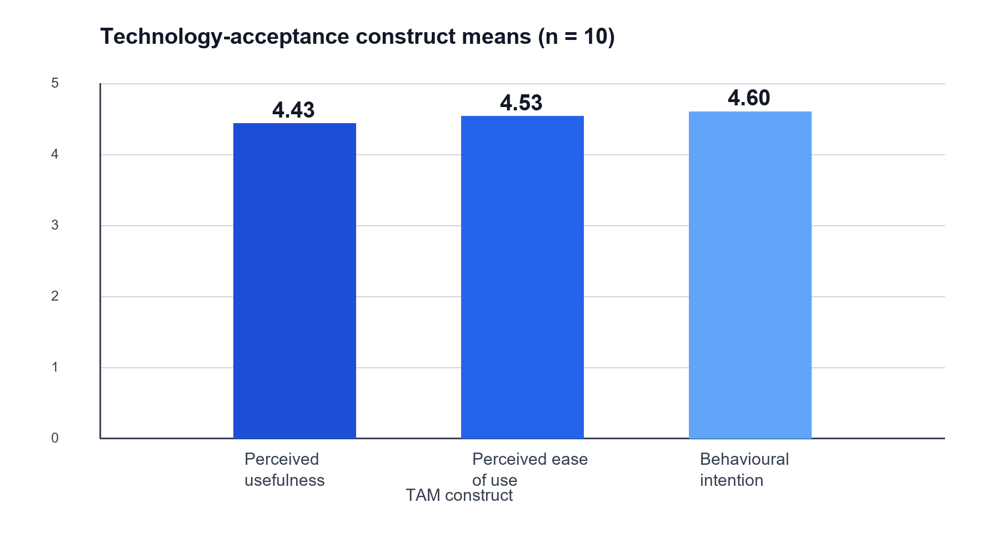 Technology-acceptance construct means (n = 10)
5
4.43
4.53
4.60
4
3
2
1
0
Perceived
usefulness
Perceived ease
of use
Behavioural
intention
TAM construct